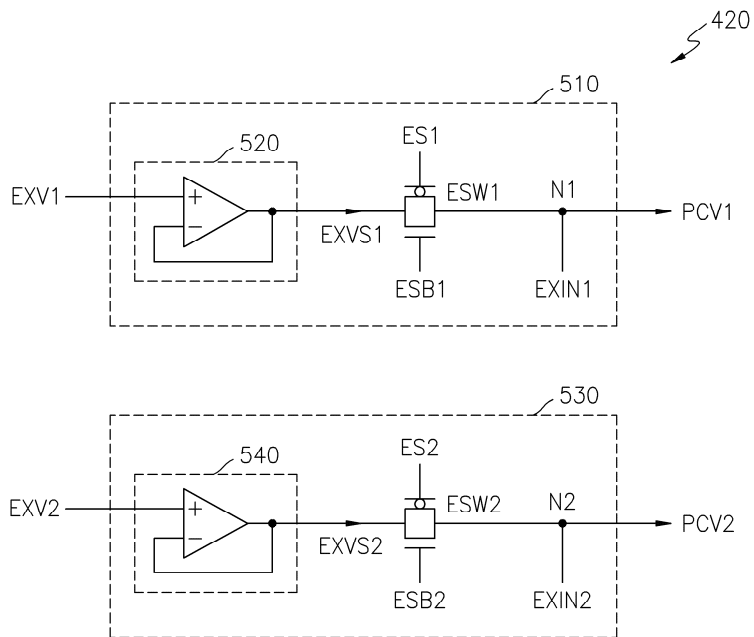 420
510
520
ES1
EXV1
+
−
ESW1
N1
PCV1
EXVS1
ESB1
EXIN1
530
540
ES2
EXV2
+
−
ESW2
N2
PCV2
EXVS2
ESB2
EXIN2